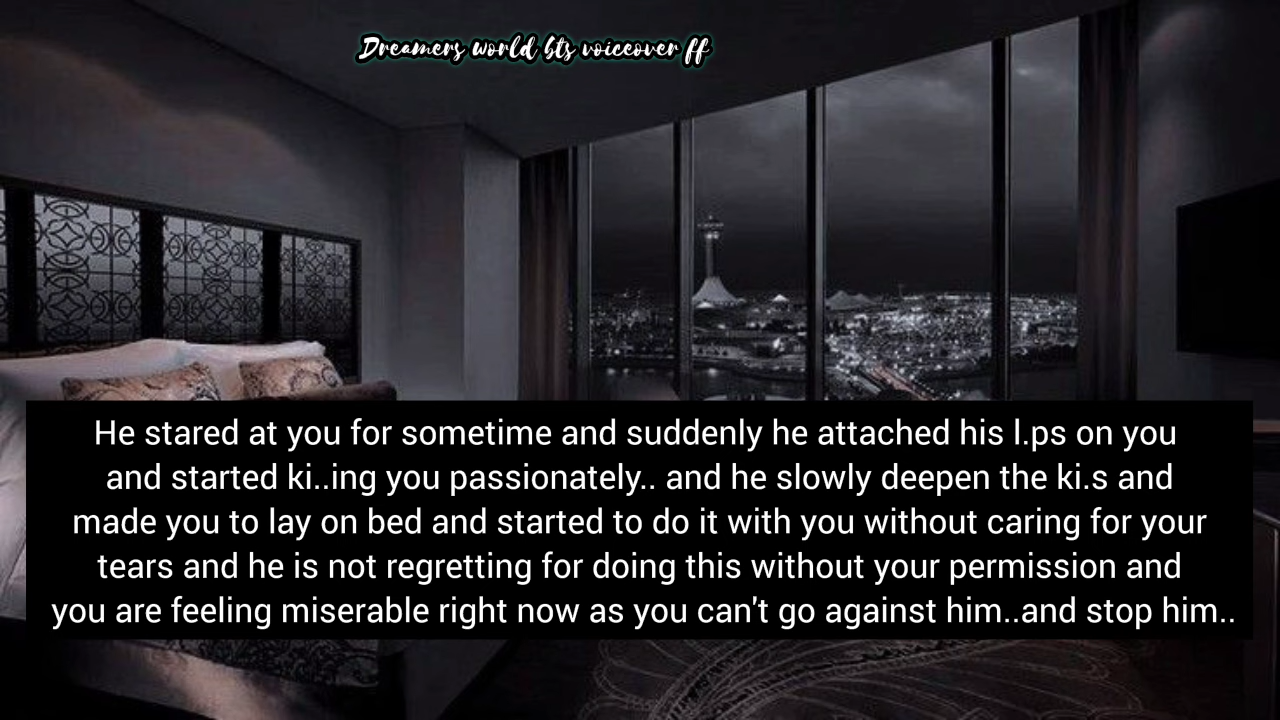 Dreamers world bts voiceover ff
He stared at you for sometime and suddenly he attached his l.ps on you
and started ki..ing you passionately.. and he slowly deepen the ki.s and
made you to lay on bed and started to do it with you without caring for your
tears and he is not regretting for doing this without your permission and
you are feeling miserable right now as you can't go against him..and stop him..